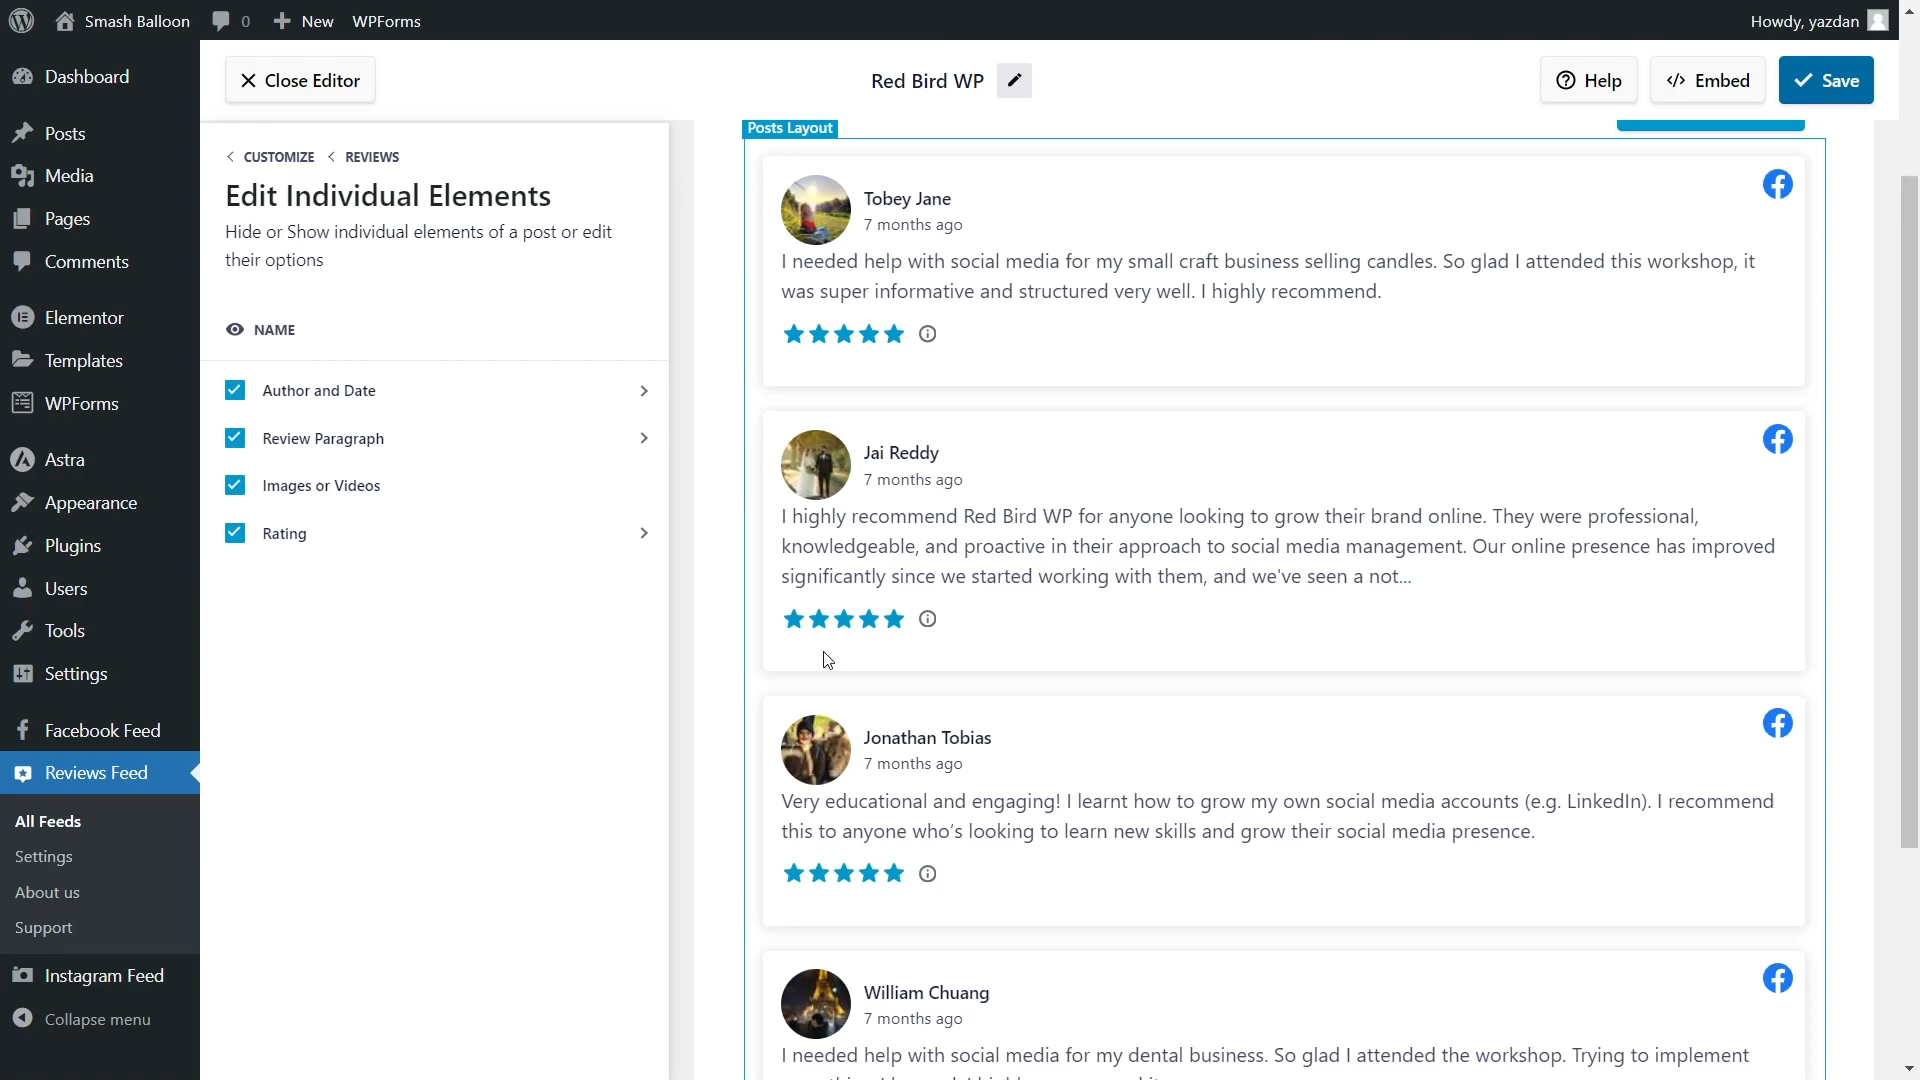 Smash Balloon 0 New WPForms Howdy, yazdan
Dashboard
Posts
Media
Pages
Comments
Elementor
Templates
WPForms
Astra
Appearance
Plugins
Users
Tools
Settings
Facebook Feed
Reviews Feed
All Feeds
Settings
About us
Support
Instagram Feed
Collapse menu
Close Editor
Red Bird WP
Help
</> Embed
Save
CUSTOMIZE < REVIEWS
Edit Individual Elements
Hide or Show individual elements of a post or edit
their options
NAME
Author and Date
Review Paragraph
Images or Videos
Rating
Posts Layout
Tobey Jane
7 months ago
I needed help with social media for my small craft business selling candles. So glad I attended this workshop, it
was super informative and structured very well. I highly recommend.
Jai Reddy
7 months ago
I highly recommend Red Bird WP for anyone looking to grow their brand online. They were professional,
knowledgeable, and proactive in their approach to social media management. Our online presence has improved
significantly since we started working with them, and we've seen a not...
Jonathan Tobias
7 months ago
Very educational and engaging! I learnt how to grow my own social media accounts (e.g. LinkedIn). I recommend
this to anyone who's looking to learn new skills and grow their social media presence.
William Chuang
7 months ago
I needed help with social media for my dental business. So glad I attended the workshop. Trying to implement